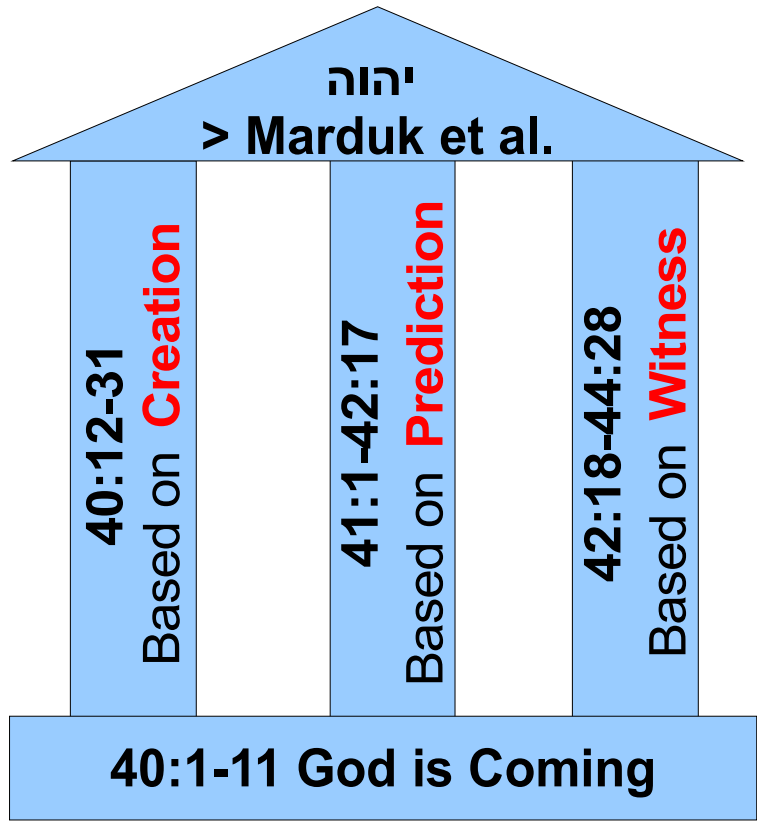 יהוה
> Marduk et al.
40:12-31
Based on Creation
41:1-42:17
Based on Prediction
42:18-44:28
Based on Witness
40:1-11 God is Coming